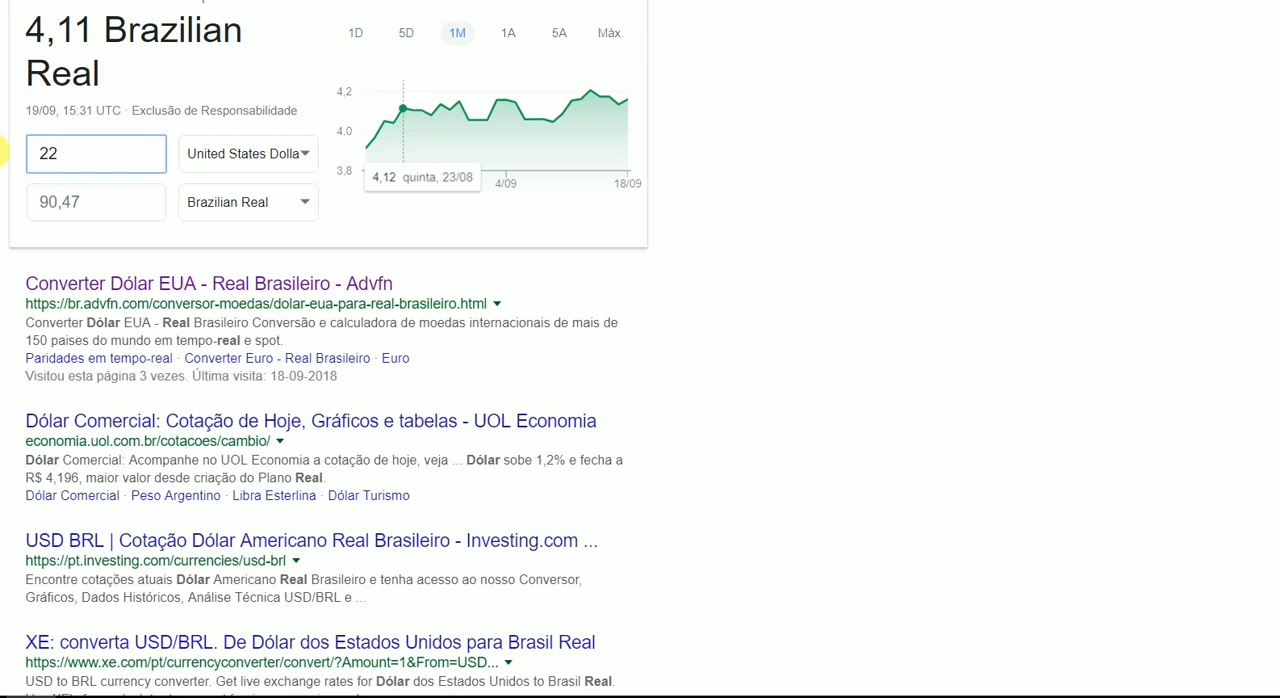 4,11 Brazilian
Real
19/09, 15:31 UTC · Exclusão de Responsabilidade
22
United States Dolla
90,47
Brazilian Real
1D 5D 1M 1A 5A Máx.
4,2
4,0
3,8
4,12 quinta, 23/08
4/09
18/09
Converter Dólar EUA - Real Brasileiro - Advfn
https://br.advfn.com/conversor-moedas/dolar-eua-para-real-brasileiro.html
Converter Dólar EUA - Real Brasileiro Conversão e calculadora de moedas internacionais de mais de
150 paises do mundo em tempo-real e spot.
Paridades em tempo-real · Converter Euro - Real Brasileiro · Euro
Visitou esta página 3 vezes. Última visita: 18-09-2018
Dólar Comercial: Cotação de Hoje, Gráficos e tabelas - UOL Economia
economia.uol.com.br/cotacoes/cambio/
Dólar Comercial: Acompanhe no UOL Economia a cotação de hoje, veja ... Dólar sobe 1,2% e fecha a
R$ 4,196, maior valor desde criação do Plano Real.
Dólar Comercial · Peso Argentino · Libra Esterlina · Dólar Turismo
USD BRL | Cotação Dólar Americano Real Brasileiro - Investing.com ...
https://pt.investing.com/currencies/usd-brl
Encontre cotações atuais Dólar Americano Real Brasileiro e tenha acesso ao nosso Conversor,
Gráficos, Dados Históricos, Análise Técnica USD/BRL e ...
XE: converta USD/BRL. De Dólar dos Estados Unidos para Brasil Real
https://www.xe.com/pt/currencyconverter/convert/?Amount=1&From=USD...
USD to BRL currency converter. Get live exchange rates for Dólar dos Estados Unidos to Brasil Real.